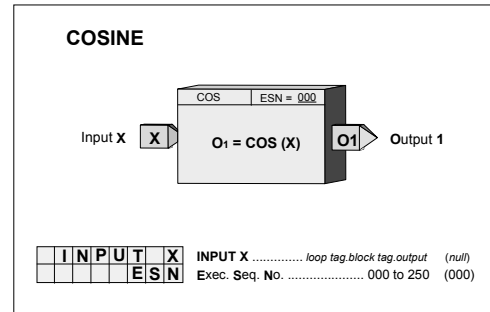 COSINE
COS ESN = 000
Input X X O1 = COS (X) O1 Output 1
INPUT X INPUT X .............. loop tag.block tag.output (null)
ESN Exec. Seq. No. ..................... 000 to 250 (000)